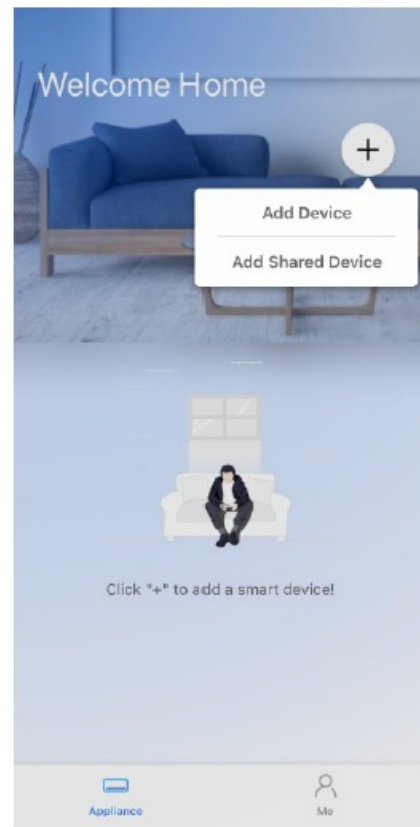 Welcome Home
+
Add Device
Add Shared Device
Click "+" to add a smart device!
Appliance
Me